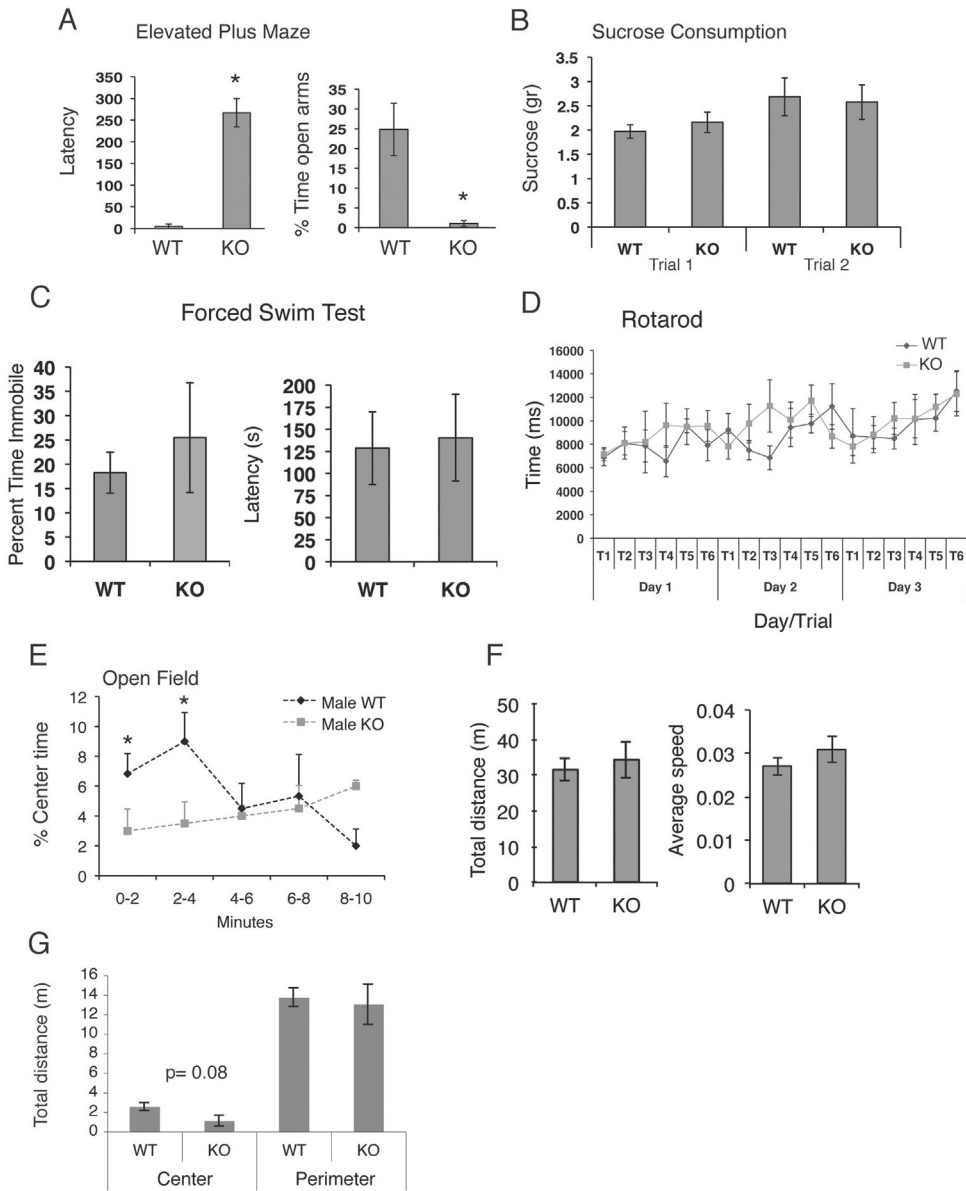 A
Elevated Plus Maze
Latency
350
300
250
200
150
100
50
0
*
WT
KO
% Time open arms
35
30
25
20
15
10
5
0
*
WT
KO
B
Sucrose Consumption
Sucrose (gr)
3.5
3
2.5
2
1.5
1
0.5
0
WT
KO
WT
KO
Trial 1
Trial 2
C
Forced Swim Test
Percent Time Immobile
40
35
30
25
20
15
10
5
0
WT
KO
Latency (s)
200
175
150
125
100
75
50
25
0
WT
KO
D
Rotarod
WT
KO
Time (ms)
16000
14000
12000
10000
8000
6000
4000
2000
0
T1 T2 T3 T4 T5 T6 T1 T2 T3 T4 T5 T6 T1 T2 T3 T4 T5 T6
Day 1
Day 2
Day 3
Day/Trial
E
Open Field
% Center time
12
10
8
6
4
2
0
*
*
Male WT
Male KO
0-2
2-4
4-6
6-8
8-10
Minutes
F
Total distance (m)
50
40
30
20
10
0
WT
KO
Average speed
0.04
0.03
0.02
0.01
0
WT
KO
G
Total distance (m)
16
14
12
10
8
6
4
2
0
p= 0.08
WT
KO
WT
KO
Center
Perimeter